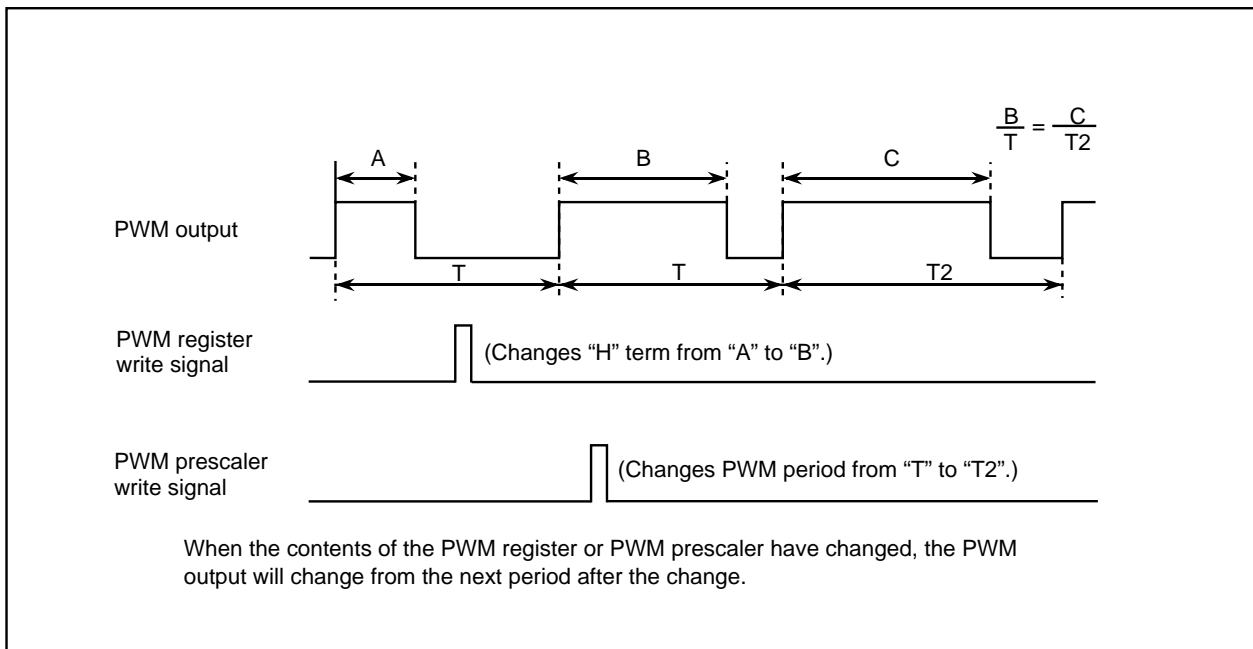 B/T = C/T2
A
B
C
PWM output
T
T
T2
PWM register
write signal
(Changes “H” term from “A” to “B”.)
PWM prescaler
write signal
(Changes PWM period from “T” to “T2”.)
When the contents of the PWM register or PWM prescaler have changed, the PWM
output will change from the next period after the change.